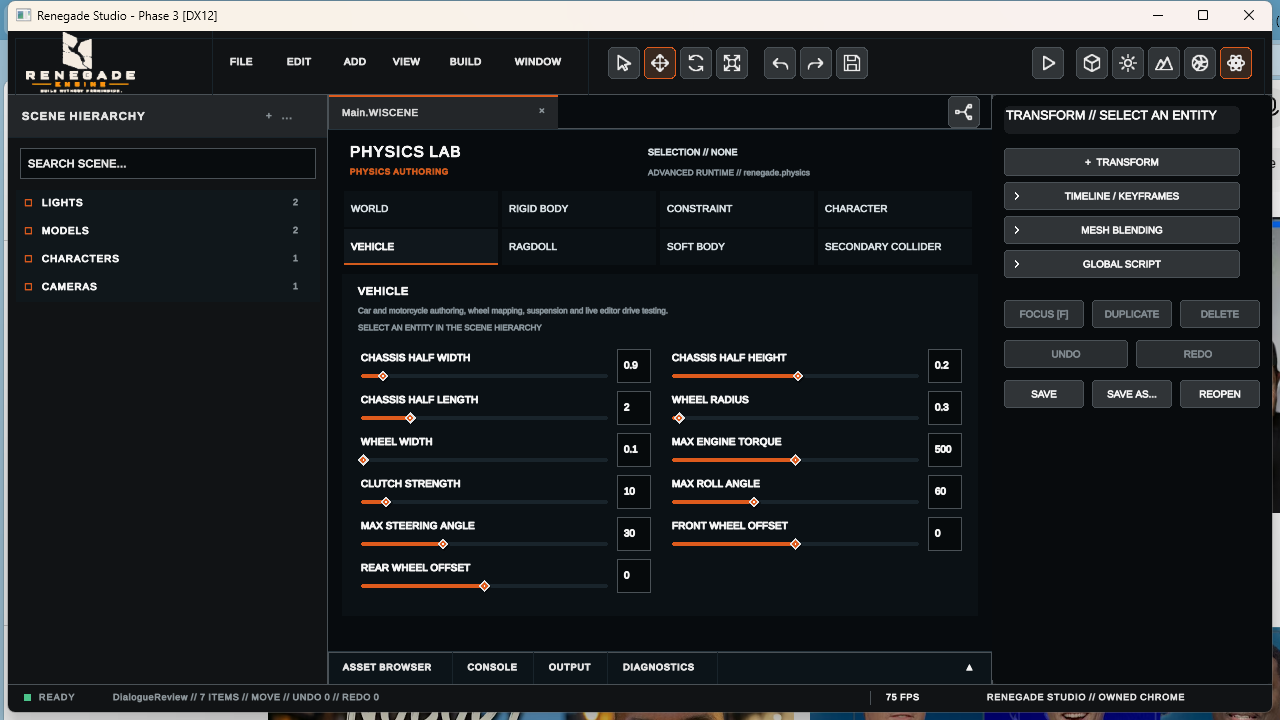 Renegade Studio - Phase 3 [DX12]
RENEGADE
ENGINE
BUILD WITHOUT PERMISSION.
FILE EDIT ADD VIEW BUILD WINDOW
SCENE HIERARCHY + ...
SEARCH SCENE...
LIGHTS 2
MODELS 2
CHARACTERS 1
CAMERAS 1
Main.WISCENE ×
PHYSICS LAB
PHYSICS AUTHORING
SELECTION // NONE
ADVANCED RUNTIME // renegade.physics
WORLD RIGID BODY CONSTRAINT CHARACTER
VEHICLE RAGDOLL SOFT BODY SECONDARY COLLIDER
VEHICLE
Car and motorcycle authoring, wheel mapping, suspension and live editor drive testing.
SELECT AN ENTITY IN THE SCENE HIERARCHY
CHASSIS HALF WIDTH 0.9 CHASSIS HALF HEIGHT 0.2
CHASSIS HALF LENGTH 2 WHEEL RADIUS 0.3
WHEEL WIDTH 0.1 MAX ENGINE TORQUE 500
CLUTCH STRENGTH 10 MAX ROLL ANGLE 60
MAX STEERING ANGLE 30 FRONT WHEEL OFFSET 0
REAR WHEEL OFFSET 0
TRANSFORM // SELECT AN ENTITY
+ TRANSFORM
TIMELINE / KEYFRAMES
MESH BLENDING
GLOBAL SCRIPT
FOCUS [F] DUPLICATE DELETE
UNDO REDO
SAVE SAVE AS... REOPEN
ASSET BROWSER CONSOLE OUTPUT DIAGNOSTICS
READY DialogueReview // 7 ITEMS // MOVE // UNDO 0 // REDO 0 75 FPS RENEGADE STUDIO // OWNED CHROME